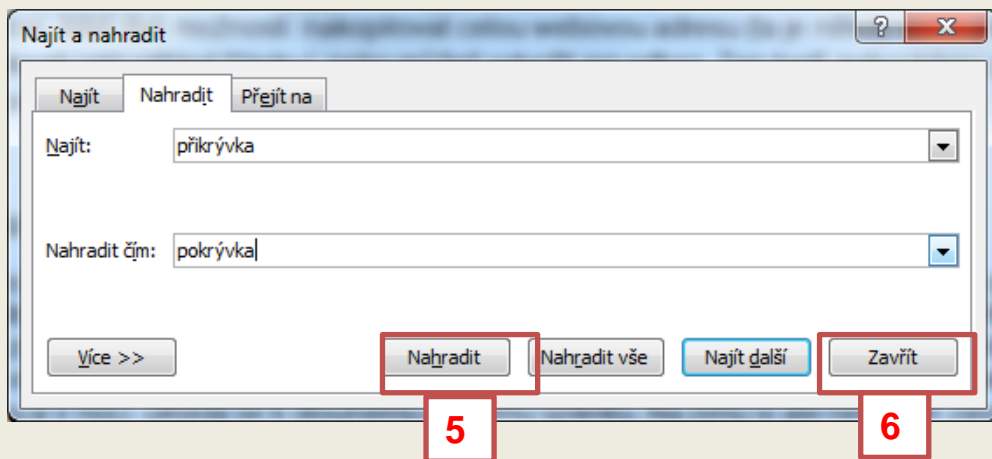 Najít a nahradit
Najít Nahradit Přejít na
Najít: přikrývka
Nahradit čím: pokrývka
Více >> Nahradit Nahradit vše Najít další Zavřít
5 6